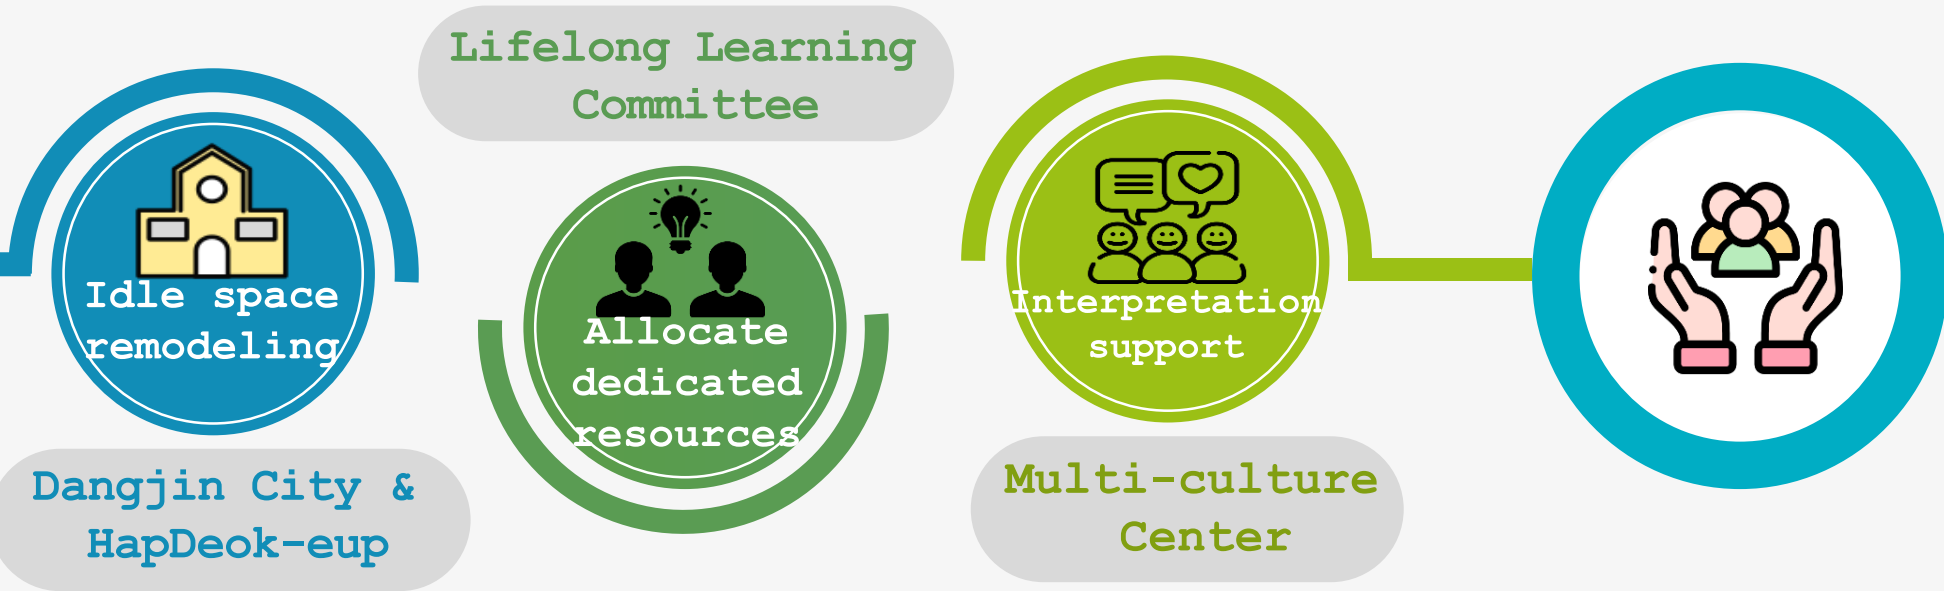 Idle space
remodeling
Dangjin City &
HapDeok-eup
Lifelong Learning
Committee
Allocate
dedicated
resources
Interpretation
support
Multi-culture
Center